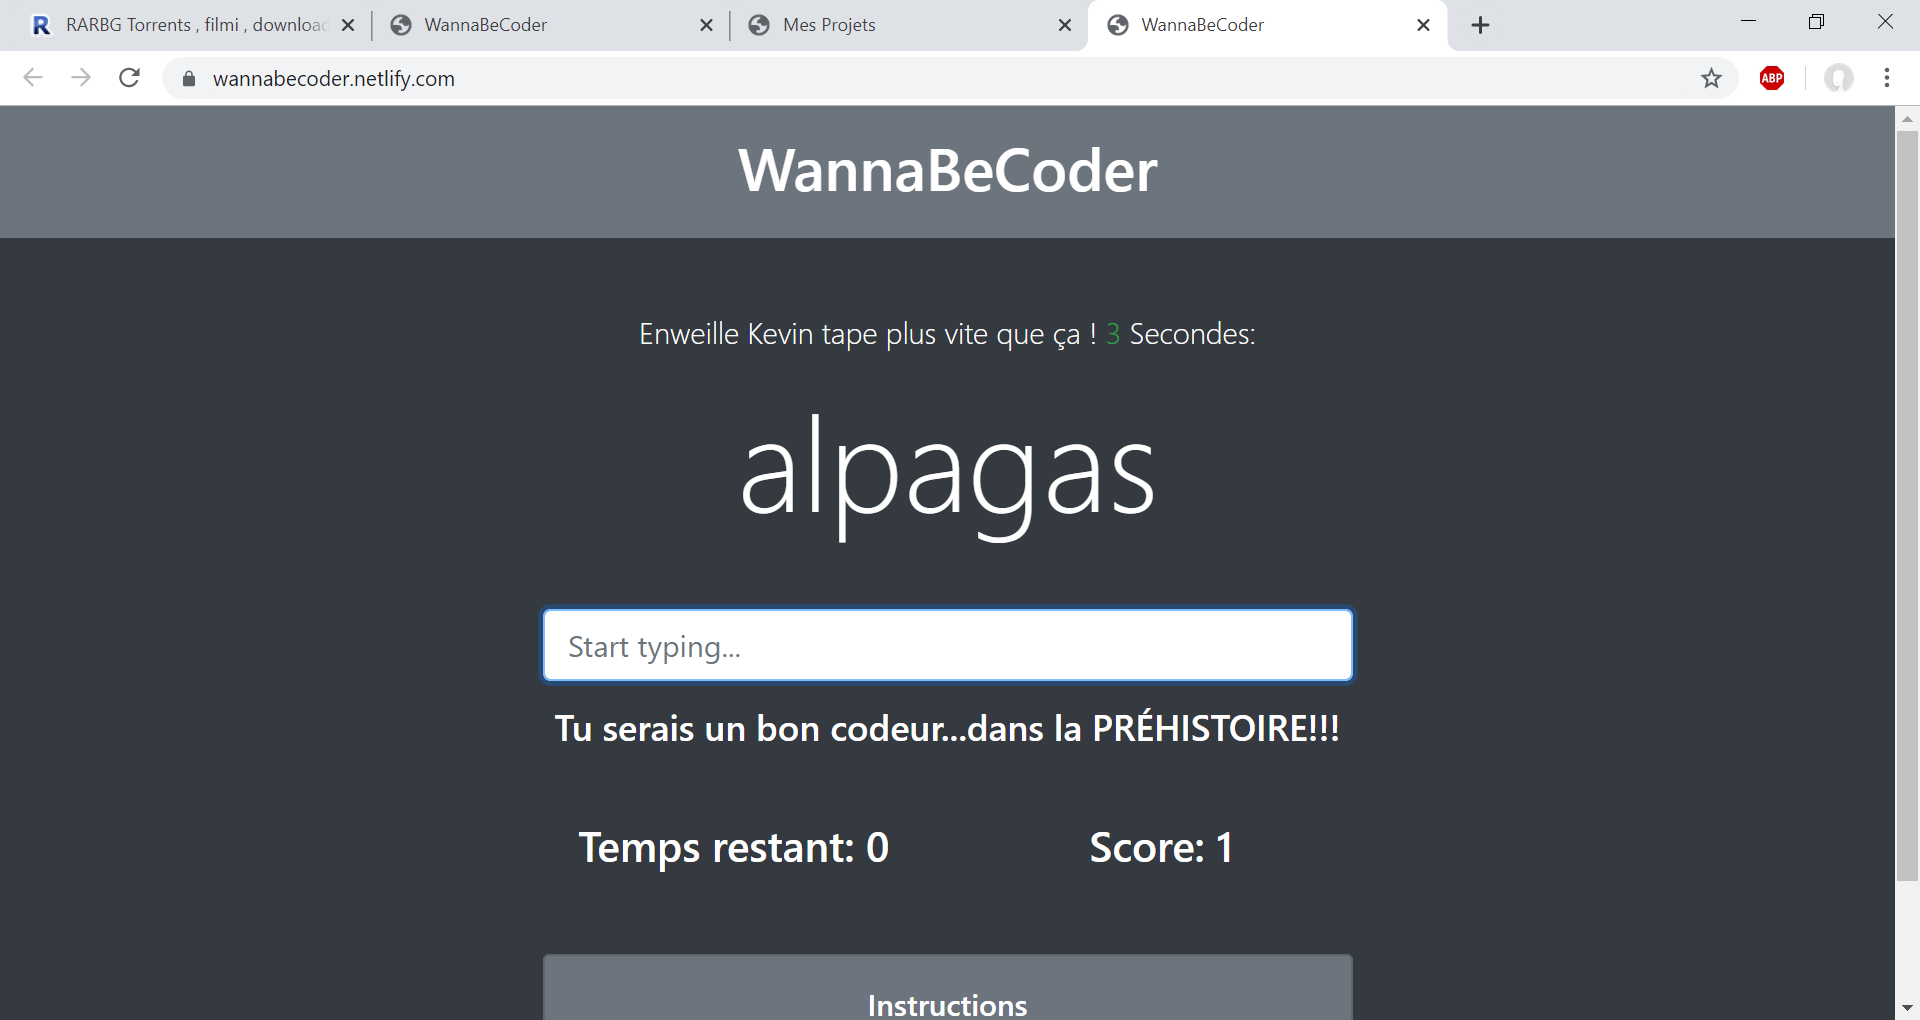 RARBG Torrents , filmi , download
WannaBeCoder
Mes Projets
WannaBeCoder
wannabecoder.netlify.com
ABP
WannaBeCoder
Enweille Kevin tape plus vite que ça ! 3 Secondes:
alpagas
Start typing...
Tu serais un bon codeur...dans la PRÉHISTOIRE!!!
Temps restant: 0
Score: 1
Instructions